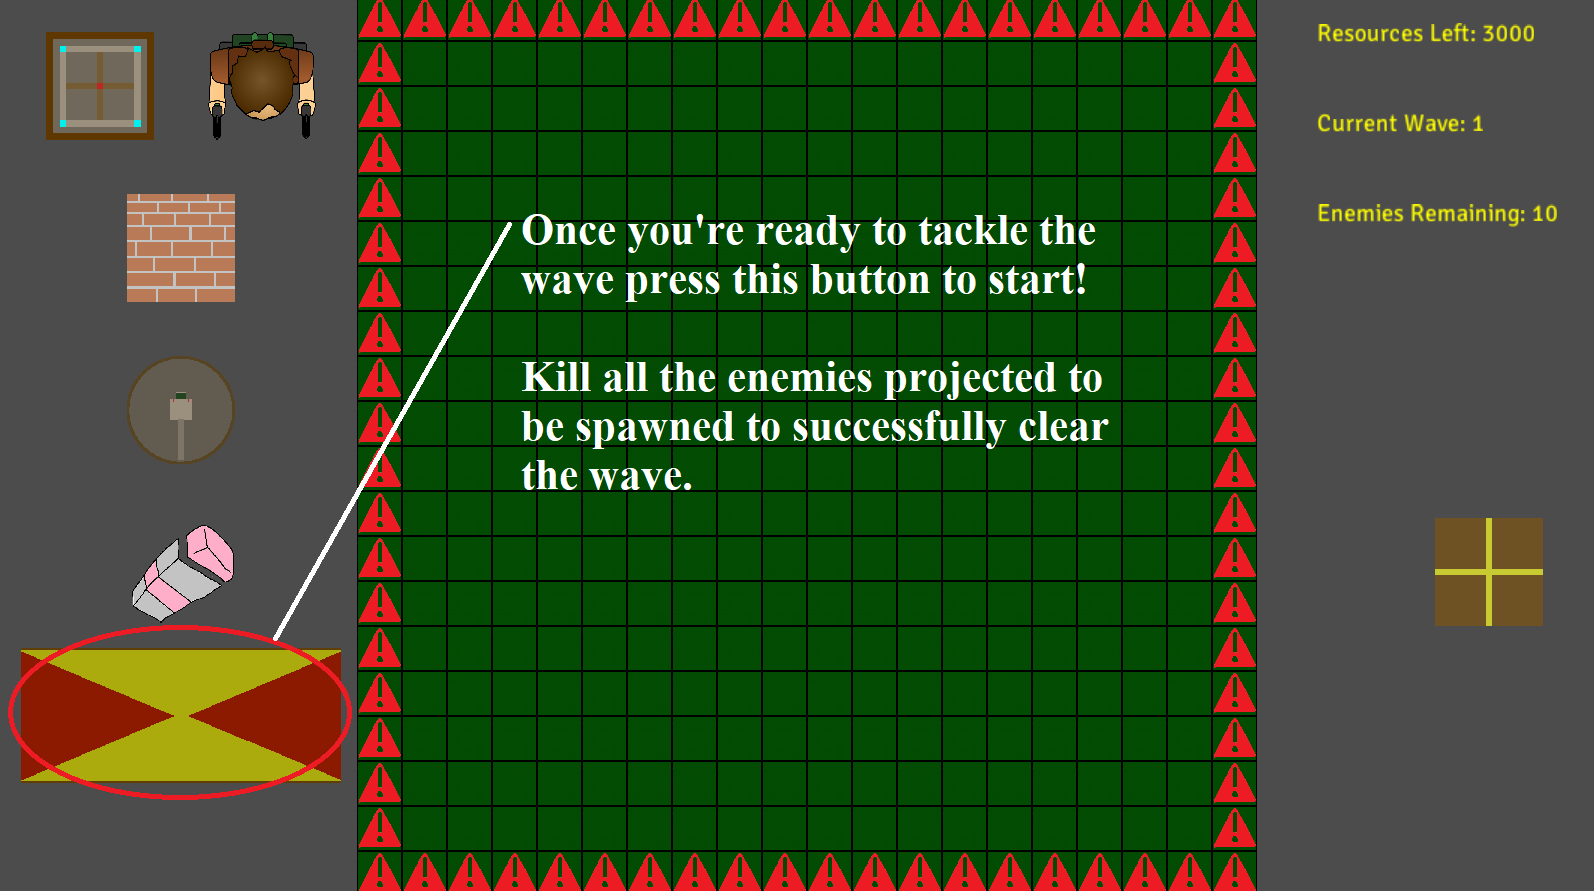 Resources Left: 3000
Current Wave: 1
Enemies Remaining: 10
Once you're ready to tackle the
wave press this button to start!
Kill all the enemies projected to
be spawned to successfully clear
the wave.